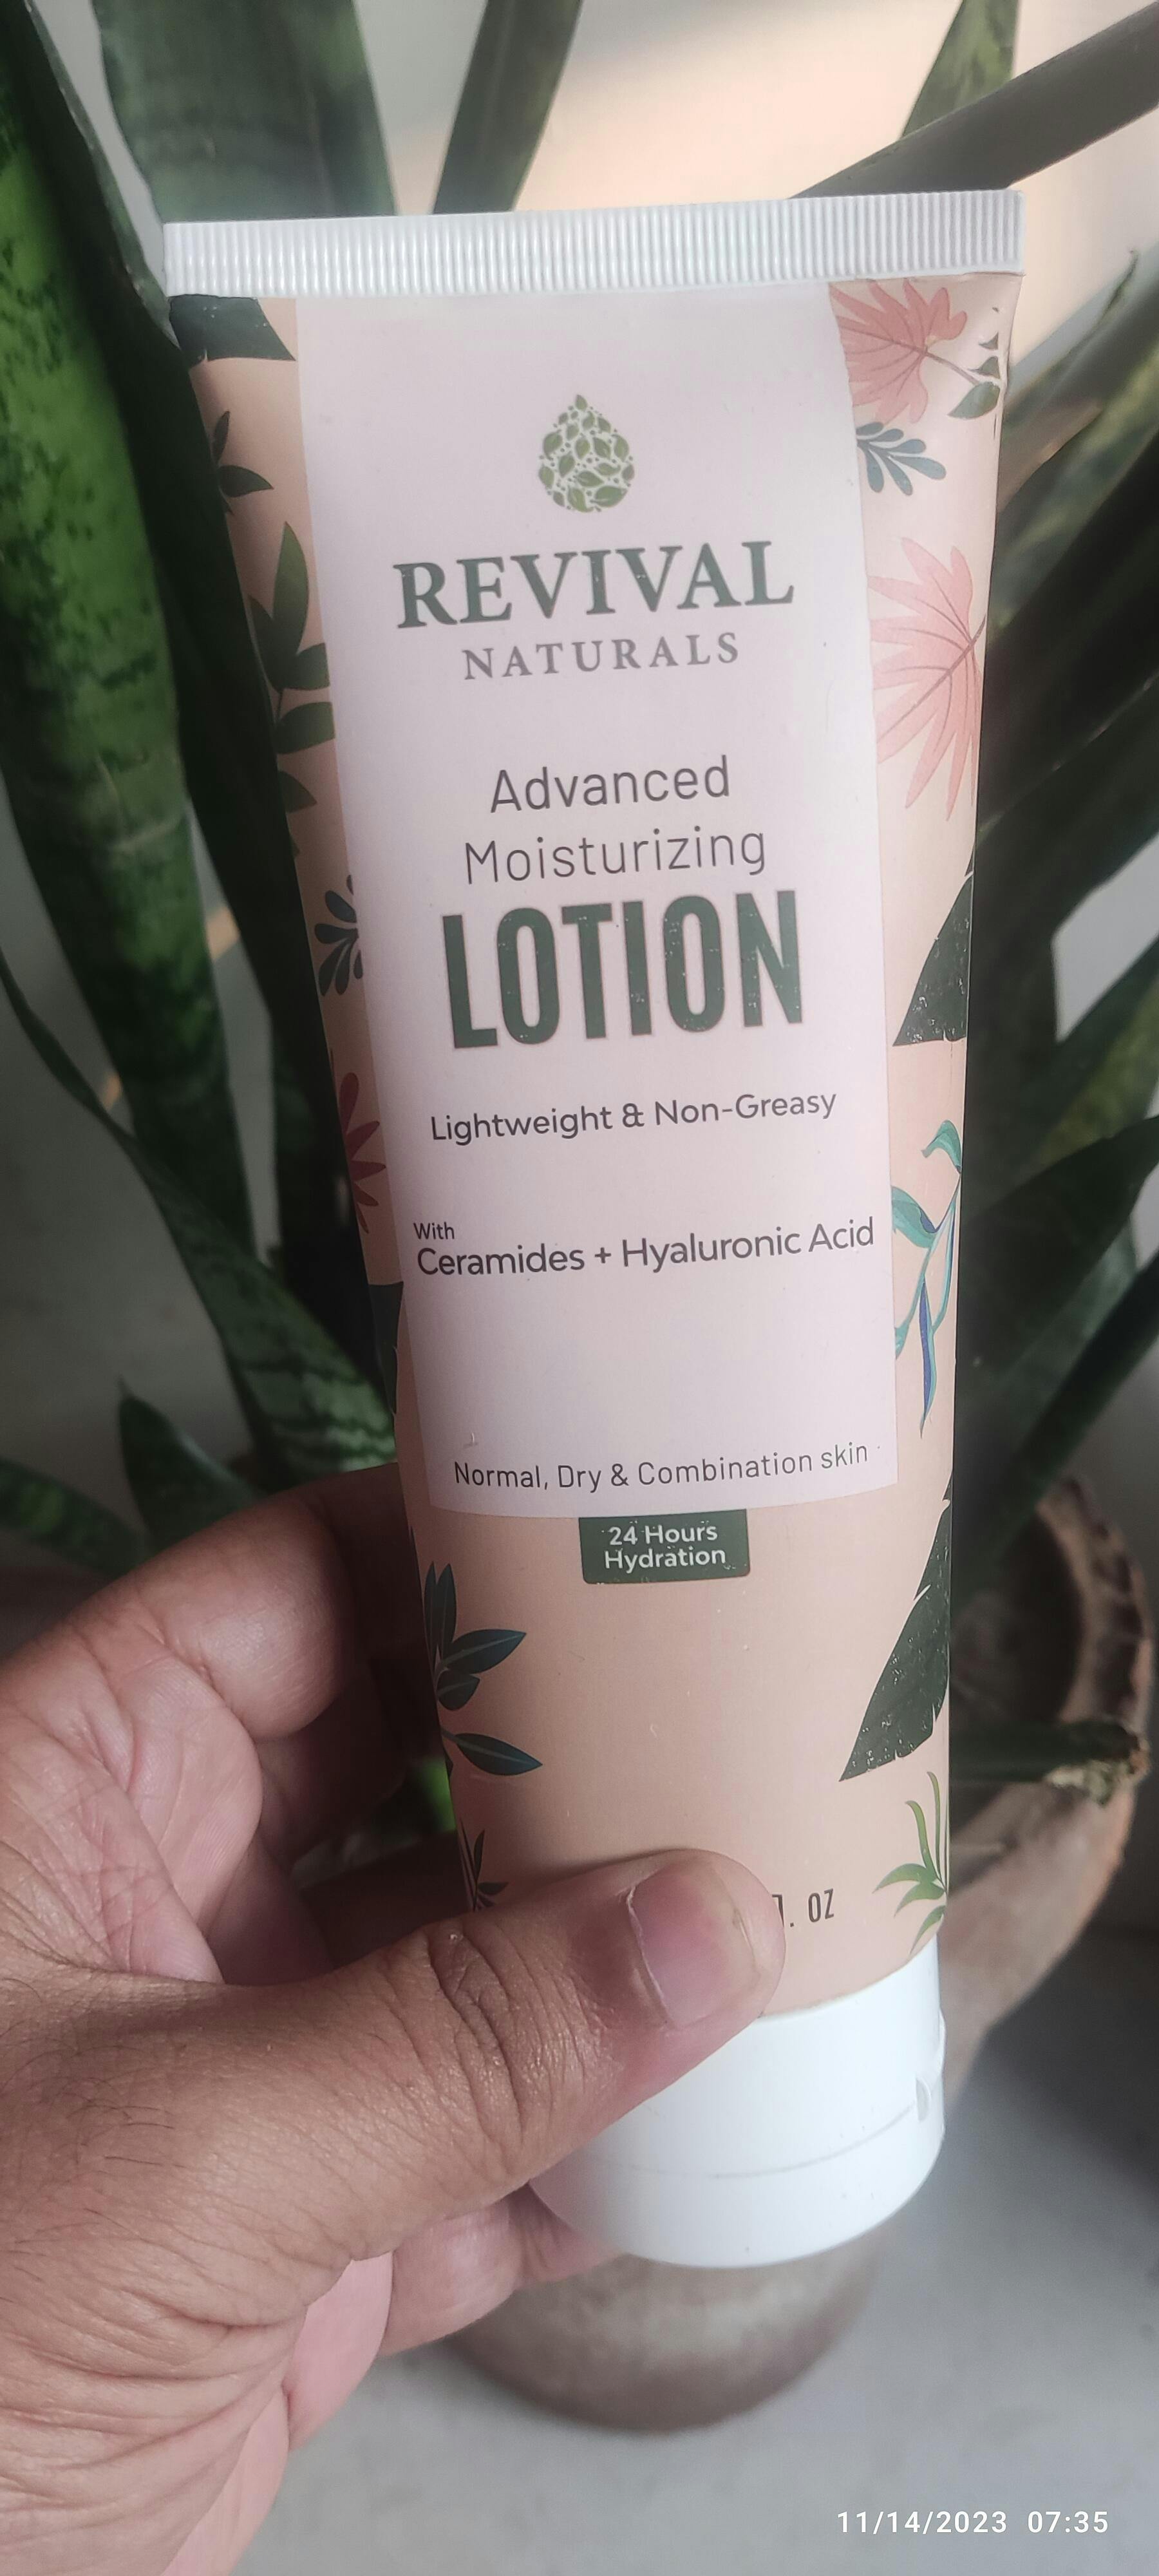 REVIVAL
NATURALS
Advanced
Moisturizing
LOTION
Lightweight & Non-Greasy
With
Ceramides + Hyaluronic Acid
Normal, Dry & Combination skin
24 Hours
Hydration
OZ
11/14/2023 07:35